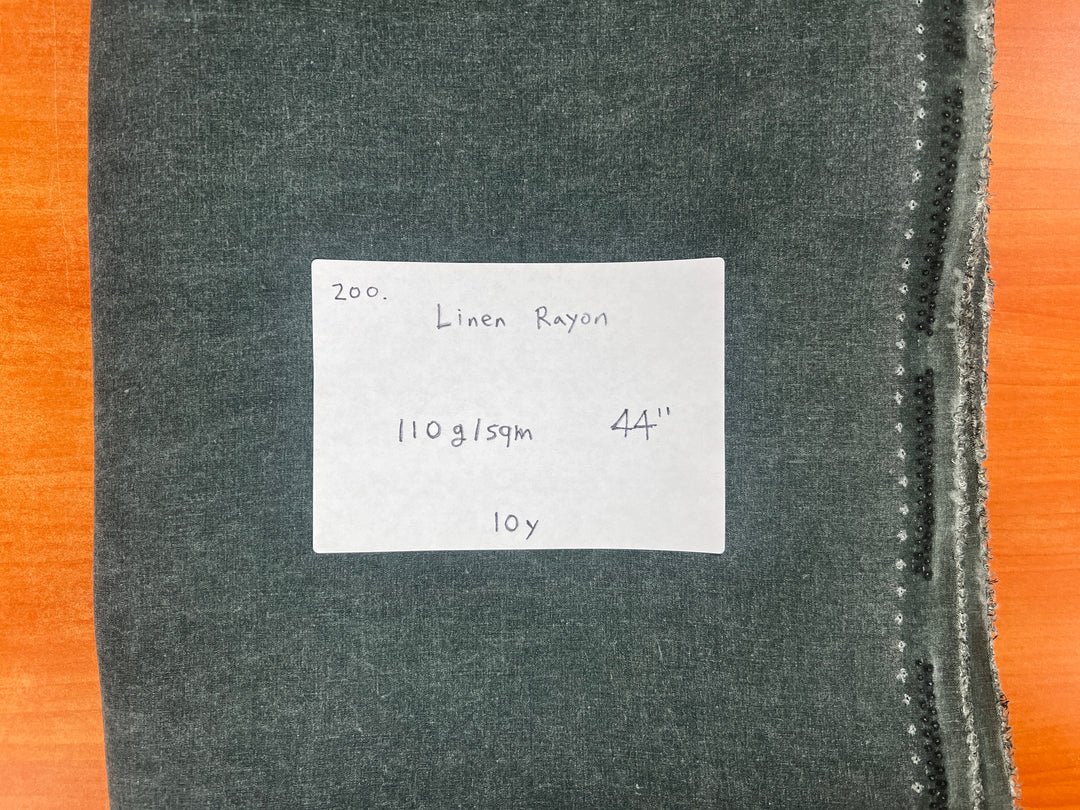 200.
Linen Rayon
110 g/sqm 44"
10y